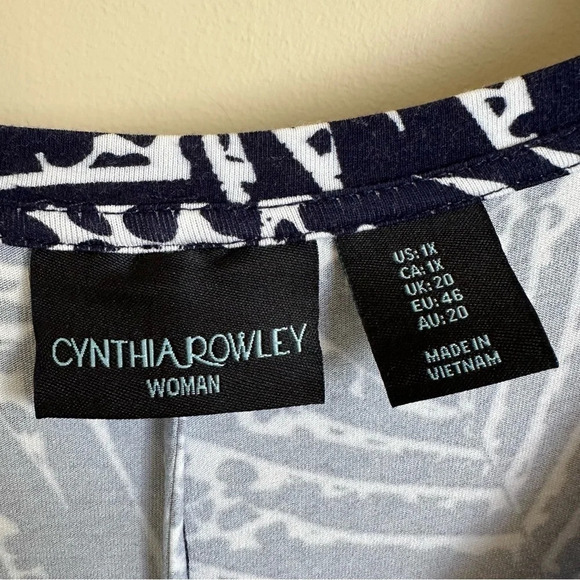 CYNTHIA ROWLEY
WOMAN
US: 1X
CA: 1X
UK: 20
EU: 46
AU: 20
MADE IN
VIETNAM